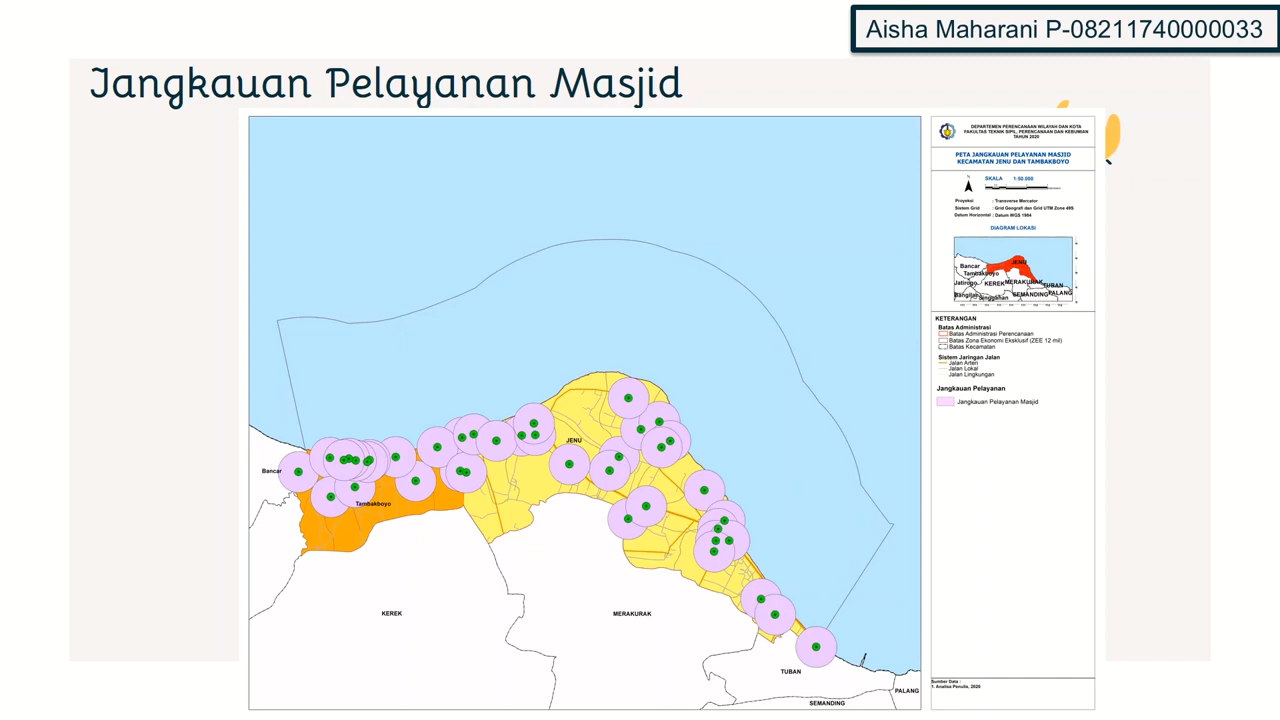 Aisha Maharani P-08211740000033
Jangkauan Pelayanan Masjid
DEPARTEMEN PERENCANAAN WILAYAH DAN KOTA
FAKULTAS TEKNIK SIPIL, PERENCANAAN DAN KEBUMIAN
TAHUN 2020
PETA JANGKAUAN PELAYANAN MASJID
KECAMATAN JENU DAN TAMBAKBOYO
SKALA 1:50.000
Proyeksi : Transverse Mercator
Sistem Grid : Grid Geografi dan Grid UTM Zone 49S
Datum Horizontal : Datum WGS 1984
DIAGRAM LOKASI
JENU
Bancar
Tambakboyo
Jatirogo
KEREK
MERAKURAK
TUBAN
Bangilan
Singgahan
SEMANDING
PALANG
KETERANGAN
Batas Administrasi
Batas Administrasi Perencanaan
Batas Zona Ekonomi Eksklusif (ZEE 12 mil)
Batas Kecamatan
Sistem Jaringan Jalan
Jalan Arteri
Jalan Lokal
Jalan Lingkungan
Jangkauan Pelayanan
Jangkauan Pelayanan Masjid
Sumber Data :
1. Analisa Penulis, 2020
JENU
Bancar
Tambakboyo
KEREK
MERAKURAK
TUBAN
PALANG
SEMANDING